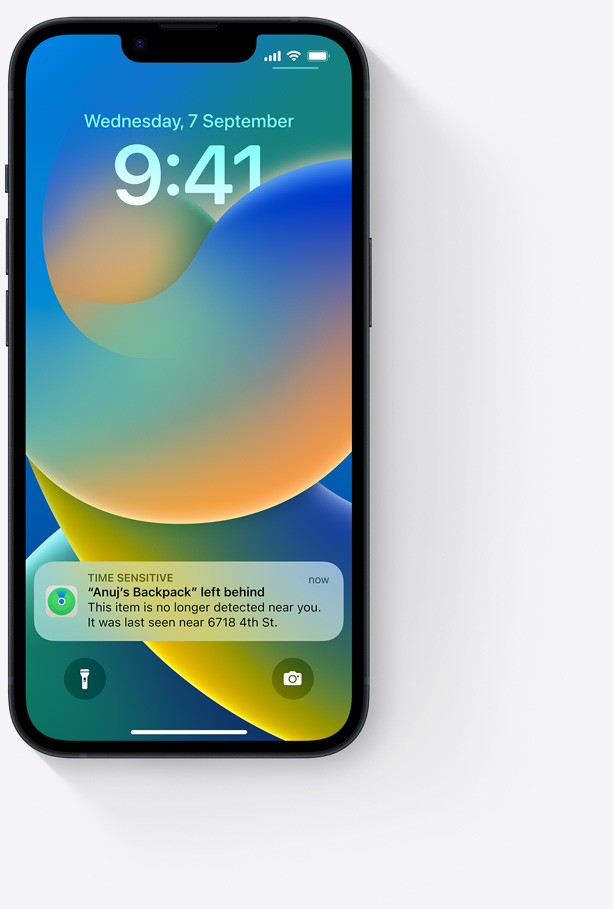 Wednesday, 7 September
9:41
TIME SENSITIVE
now
“Anuj’s Backpack” left behind
This item is no longer detected near you.
It was last seen near 6718 4th St.